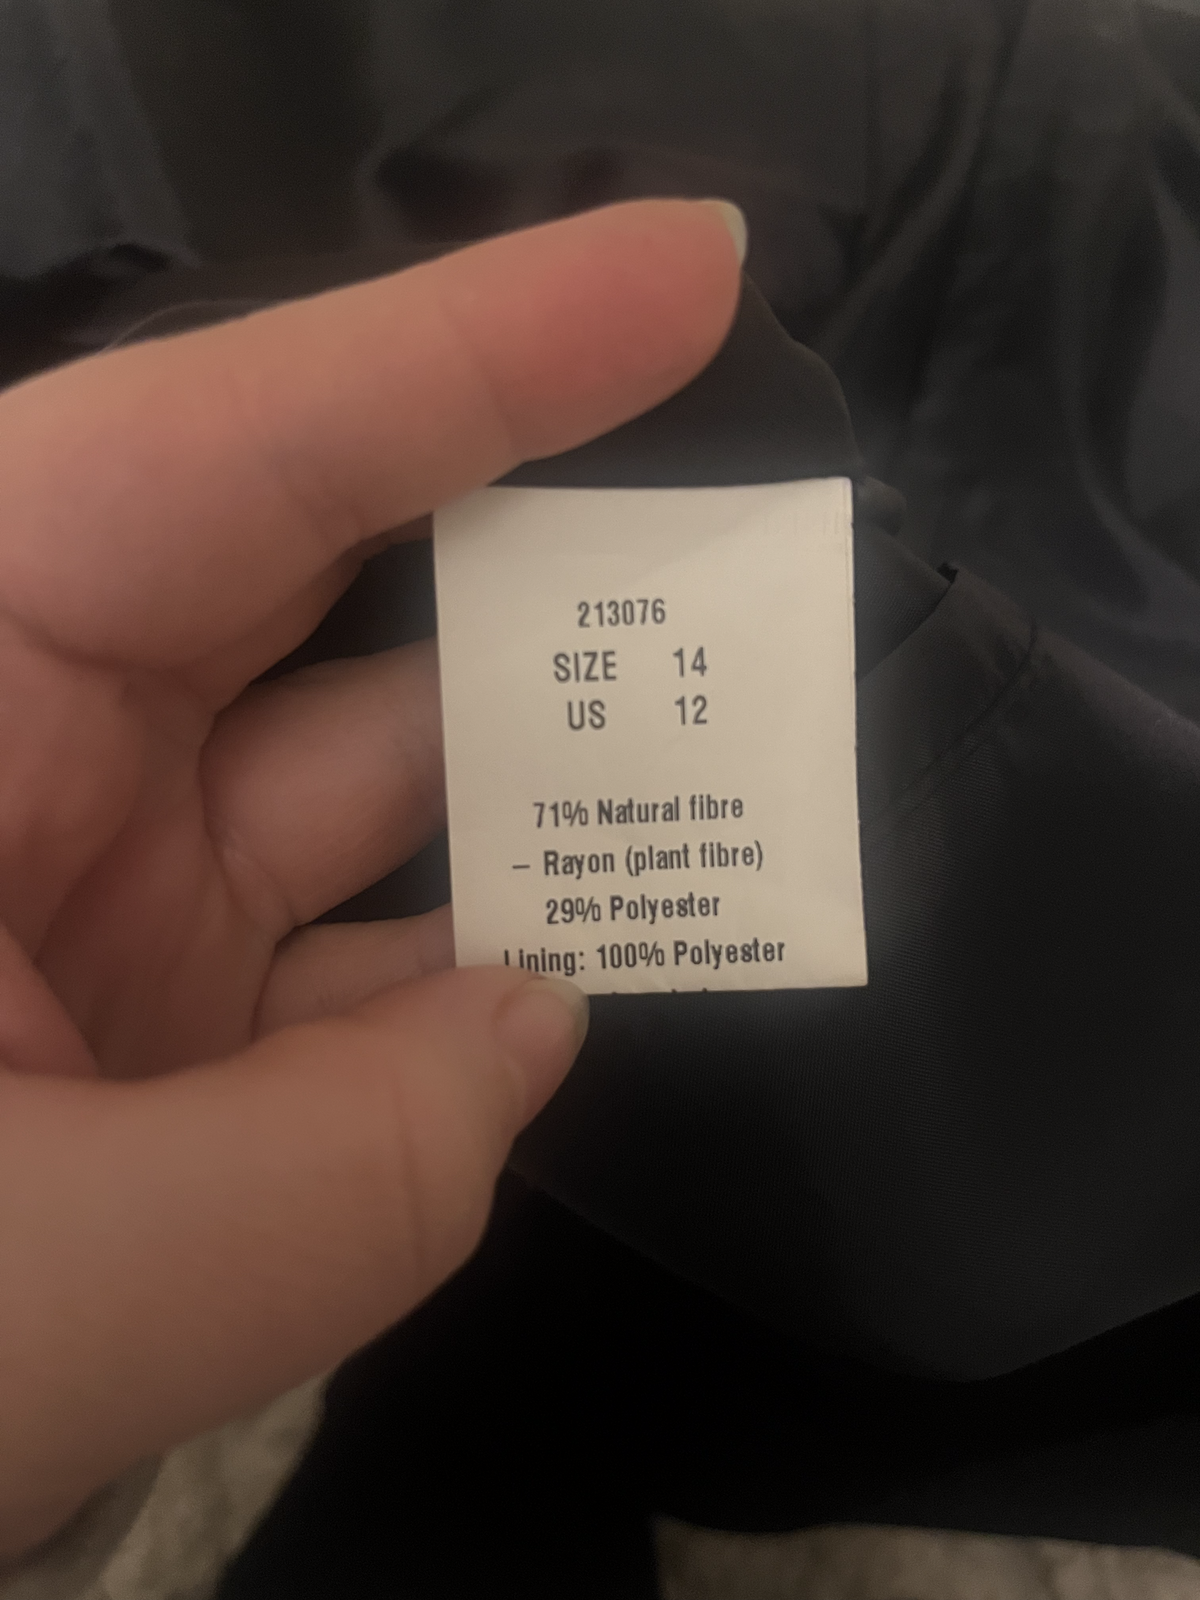 213076
SIZE 14
US 12
71% Natural fibre
– Rayon (plant fibre)
29% Polyester
Lining: 100% Polyester